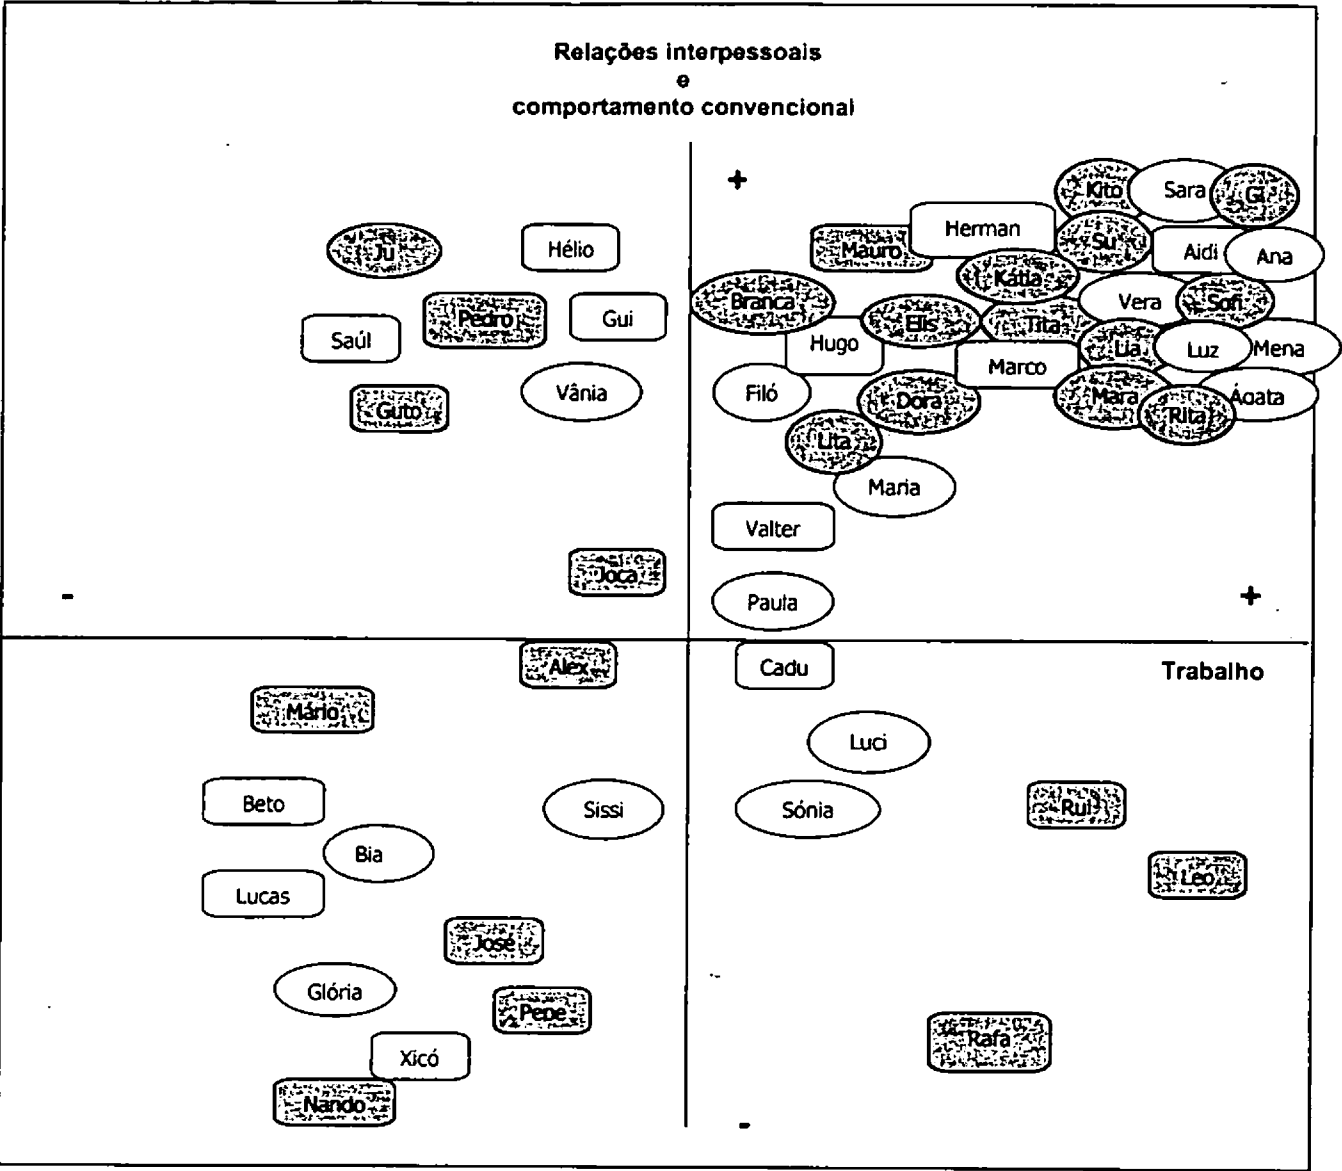 Relações interpessoais
e
comportamento convencional
+
Kito
Sara
Gi
Herman
Mauro
Su
Aidi
Ana
Ju
Hélio
Kátia
Branca
Vera
Sofi
Pedro
Gui
Elis
Tita
Saúl
Hugo
Lia
Luz
Mena
Marco
Guto
Vânia
Filó
Dora
Mara
Rita
Ágata
Lita
Maria
Valter
Joca
Paula
-
+
Alex
Cadu
Trabalho
Mário
Luci
Beto
Sissi
Sónia
Rui
Bia
Leo
Lucas
José
Glória
Pepe
Rafa
Xicó
Nando
-